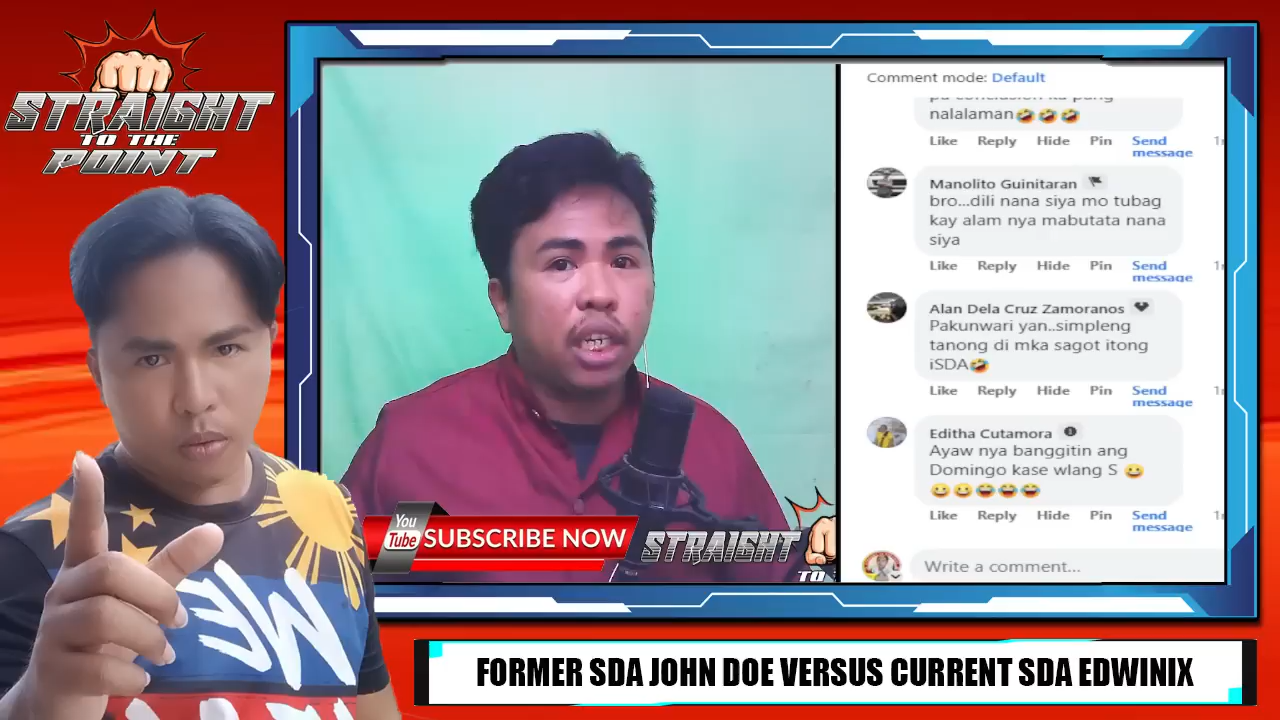 STRAIGHT
TO THE
POINT
Comment mode: Default
nalalaman🤣🤣🤣
Like Reply Hide Pin Send message
Manolito Guinitaran
bro...dili nana siya mo tubag
kay alam nya mabutata nana
siya
Like Reply Hide Pin Send message
Alan Dela Cruz Zamoranos
Pakunwari yan..simpleng
tanong di mka sagot itong
iSDA🤣
Like Reply Hide Pin Send message
Editha Cutamora
Ayaw nya banggitin ang
Domingo kase wlang S 😀
😀😀😂😂😂
Like Reply Hide Pin Send message
Write a comment...
You
Tube
SUBSCRIBE NOW
STRAIGHT
TO
ME
FORMER SDA JOHN DOE VERSUS CURRENT SDA EDWINIX